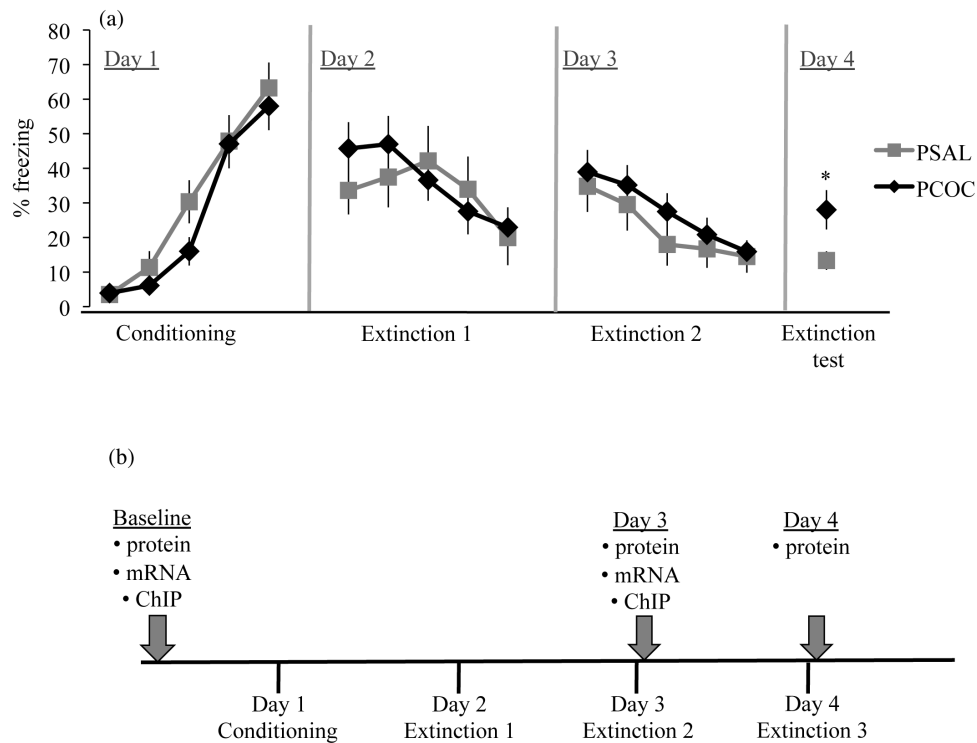 (a)
80
70
60
50
40
30
20
10
0
% freezing
Day 1
Day 2
Day 3
Day 4
*
PSAL
PCOC
Conditioning
Extinction 1
Extinction 2
Extinction
test
(b)
Baseline
• protein
• mRNA
• ChIP
Day 3
• protein
• mRNA
• ChIP
Day 4
• protein
Day 1
Conditioning
Day 2
Extinction 1
Day 3
Extinction 2
Day 4
Extinction 3